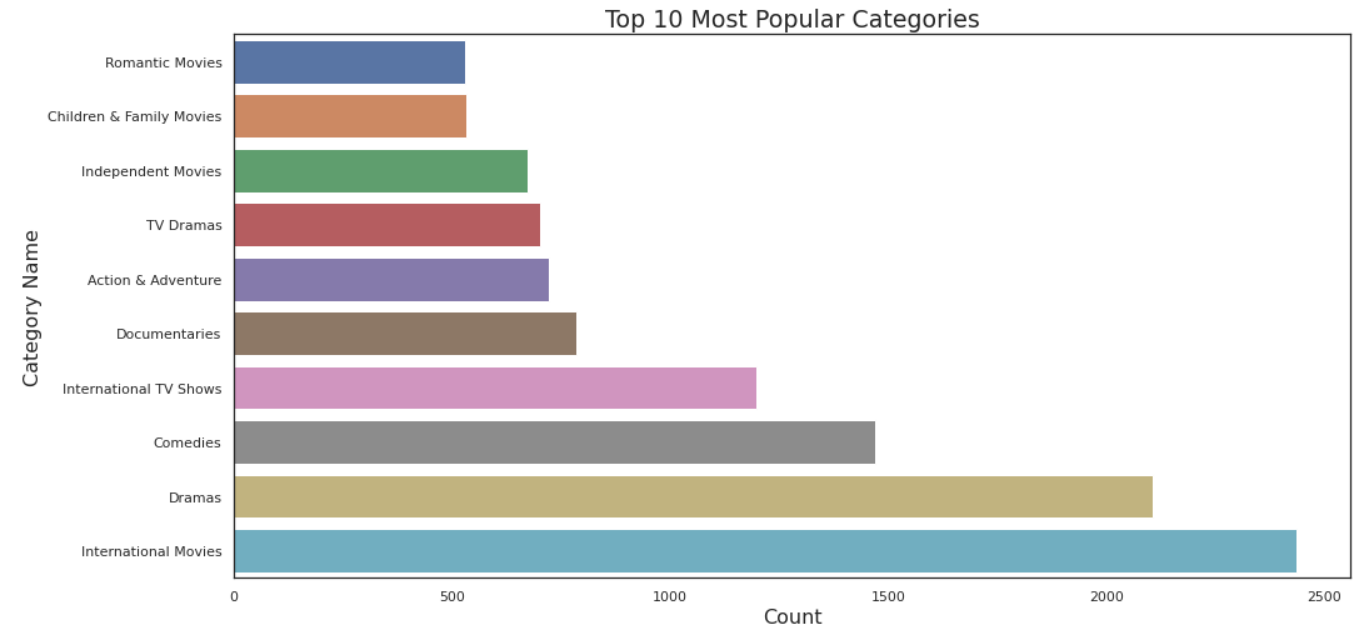 Top 10 Most Popular Categories
Category Name
Romantic Movies
Children & Family Movies
Independent Movies
TV Dramas
Action & Adventure
Documentaries
International TV Shows
Comedies
Dramas
International Movies
0 500 1000 1500 2000 2500
Count